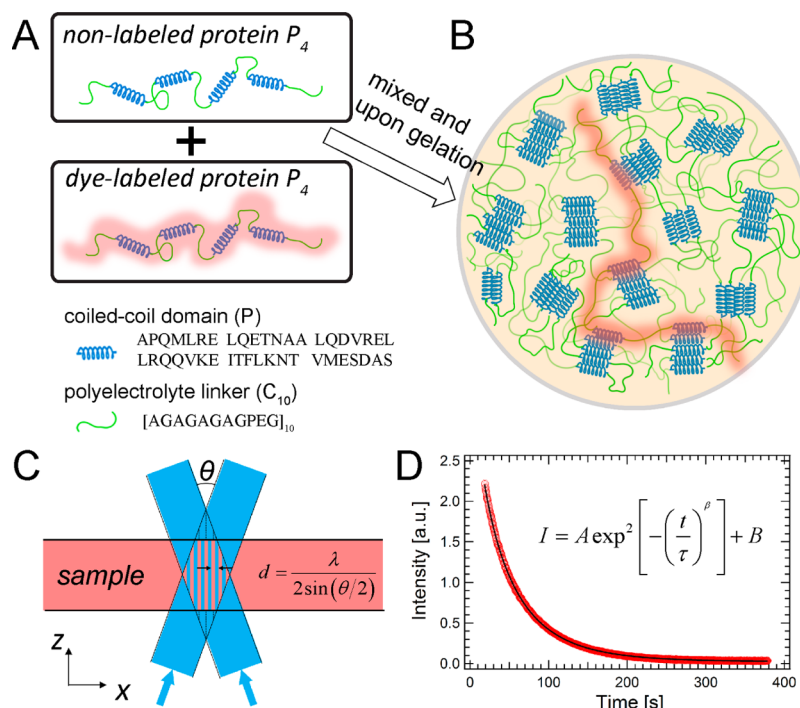 A
non-labeled protein P4
+
dye-labeled protein P4
mixed and
upon gelation
B
coiled-coil domain (P)
APQMLRE LQETNAA LQDVREL
LRQQVKE ITFLKNT VMESDAS
polyelectrolyte linker (C10)
[AGAGAGAGPEG]10
C
θ
sample
d = λ / 2sin(θ/2)
z
x
D
Intensity [a.u.]
2.5
2.0
1.5
1.0
0.5
0.0
I = A exp² [ −(t/τ)^β ] + B
0 100 200 300 400
Time [s]